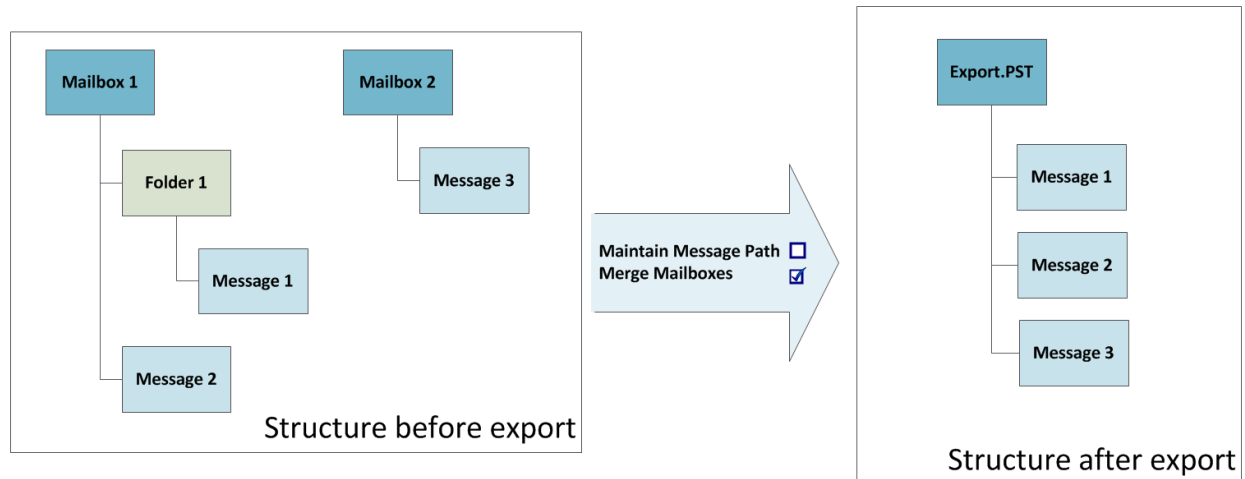 Mailbox 1
Mailbox 2
Folder 1
Message 3
Message 1
Message 2
Structure before export
Maintain Message Path
Merge Mailboxes
Export.PST
Message 1
Message 2
Message 3
Structure after export